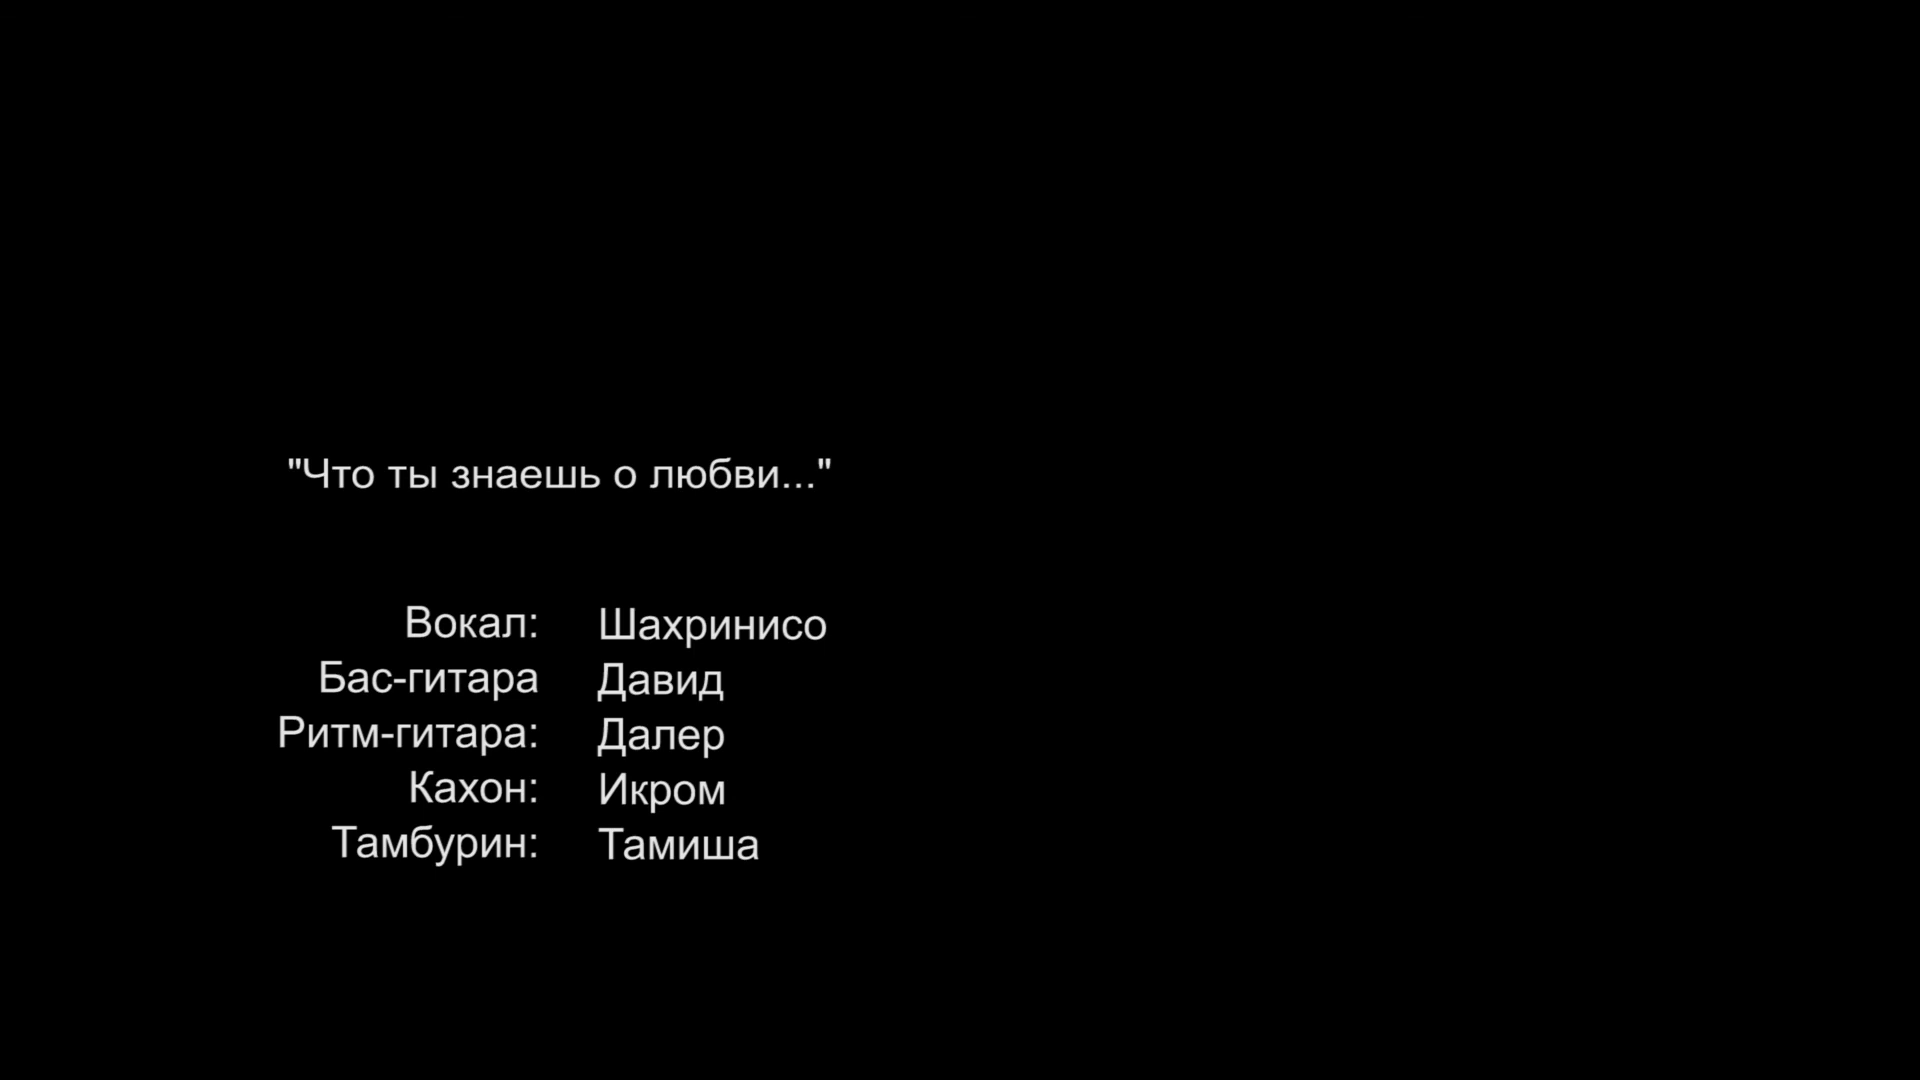 "Что ты знаешь о любви..."
Вокал: Шахринисо
Бас-гитара Давид
Ритм-гитара: Далер
Кахон: Икром
Тамбурин: Тамиша